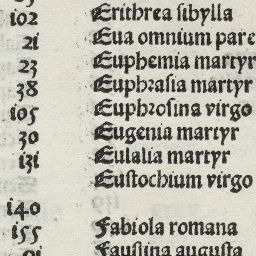 102 Erithrea sibylla
21 Eua omnium pare
23 Euphemia martyr
38 Euphrasia martyr
105 Euphrosina virgo
30 Eugenia martyr
131 Eulalia martyr
Eustochium virgo
140
155 Fabiola romana
91 Faustina augusta